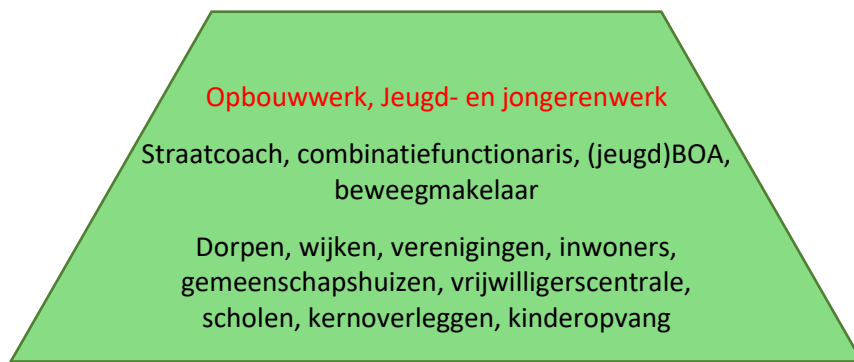 Opbouwwerk, Jeugd- en jongerenwerk
Straatcoach, combinatiefunctionaris, (jeugd)BOA,
beweegmakelaar
Dorpen, wijken, verenigingen, inwoners,
gemeenschapshuizen, vrijwilligerscentrale,
scholen, kernoverleggen, kinderopvang